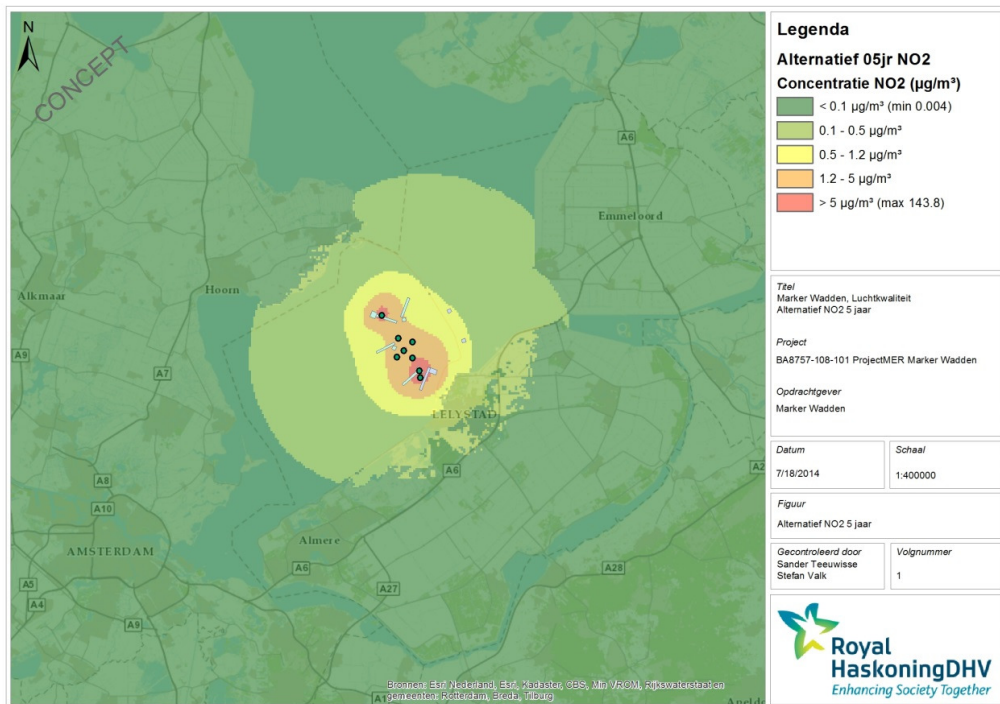 N
CONCEPT
A6
Emmeloord
Hoorn
Alkmaar
A9
A7
LELYSTAD
A6
A8
A10
AMSTERDAM
Almere
A6
A5
A4
A27
A28
A9
Bronnen: Esri Nederland, Esri, Kadaster, CBS, Min VROM, Rijkswaterstaat en
gemeenten: Rotterdam, Breda, Tilburg
Legenda
Alternatief 05jr NO2
Concentratie NO2 (µg/m³)
< 0.1 µg/m³ (min 0.004)
0.1 - 0.5 µg/m³
0.5 - 1.2 µg/m³
1.2 - 5 µg/m³
> 5 µg/m³ (max 143.8)
Titel
Marker Wadden, Luchtkwaliteit
Alternatief NO2 5 jaar
Project
BA8757-108-101 ProjectMER Marker Wadden
Opdrachtgever
Marker Wadden
Datum
7/18/2014
Schaal
1:400000
Figuur
Alternatief NO2 5 jaar
Gecontroleerd door
Sander Teeuwisse
Stefan Valk
Volgnummer
1
Royal
HaskoningDHV
Enhancing Society Together